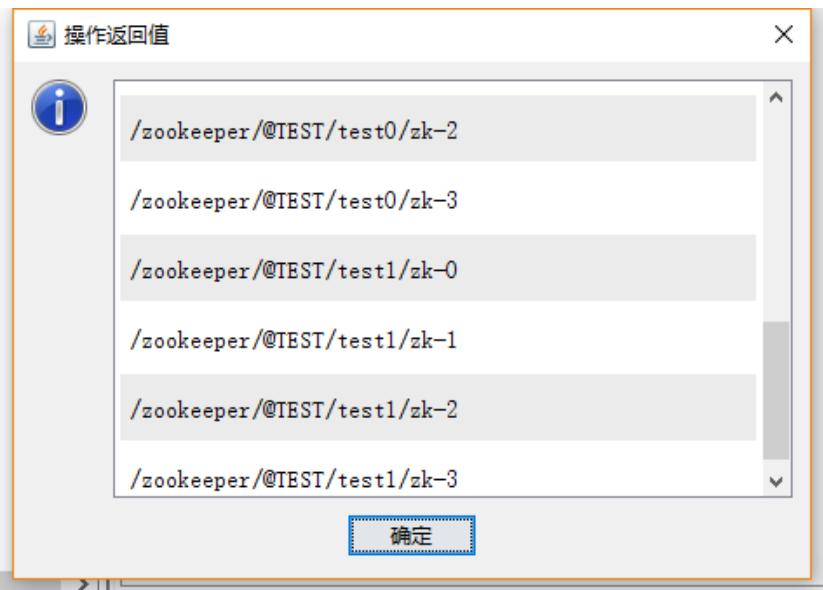 操作返回值
/zookeeper/@TEST/test0/zk-2
/zookeeper/@TEST/test0/zk-3
/zookeeper/@TEST/test1/zk-0
/zookeeper/@TEST/test1/zk-1
/zookeeper/@TEST/test1/zk-2
/zookeeper/@TEST/test1/zk-3
确定